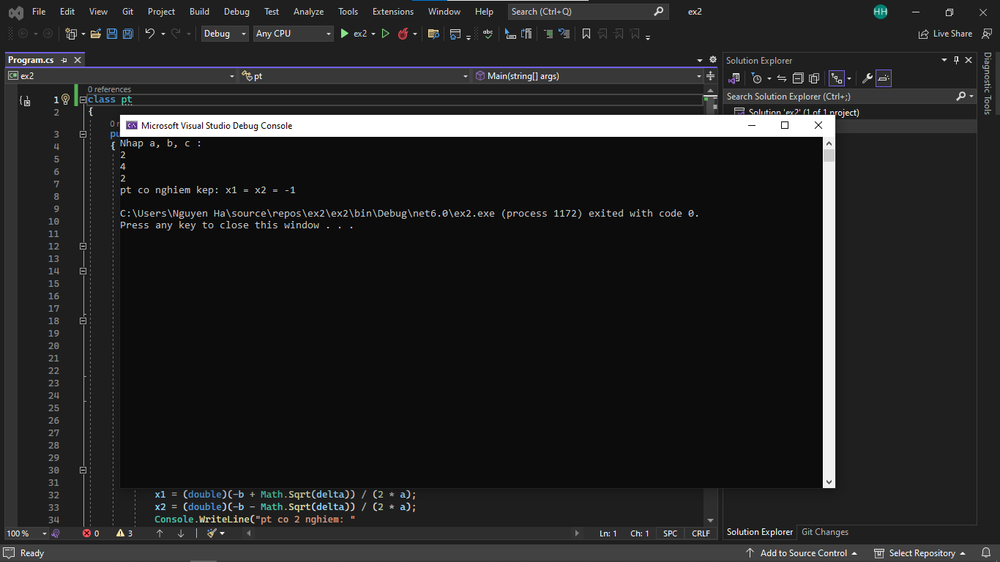 File Edit View Git Project Build Debug Test Analyze Tools Extensions Window Help Search (Ctrl+Q) ex2 HH
Debug Any CPU ex2 abc Live Share
Program.cs
Solution Explorer
Diagnostic Tools
C# ex2 pt Main(string[] args)
Search Solution Explorer (Ctrl+;)
0 references
1 class pt
2 {
Solution 'ex2' (1 of 1 project)
C:\ Microsoft Visual Studio Debug Console
3
4 {
5
6
7
8
9
10
11
12
13
14
15
16
17
18
19
20
21
22
23
24
25
26
27
28
29
30
31
Nhap a, b, c :
2
4
2
pt co nghiem kep: x1 = x2 = -1
C:\Users\Nguyen Ha\source\repos\ex2\ex2\bin\Debug\net6.0\ex2.exe (process 1172) exited with code 0.
Press any key to close this window . . .
32 x1 = (double)(-b + Math.Sqrt(delta)) / (2 * a);
33 x2 = (double)(-b - Math.Sqrt(delta)) / (2 * a);
34 Console.WriteLine("pt co 2 nghiem: "
100 % 0 3 Ln: 1 Ch: 1 SPC CRLF
Solution Explorer Git Changes
Ready Add to Source Control Select Repository